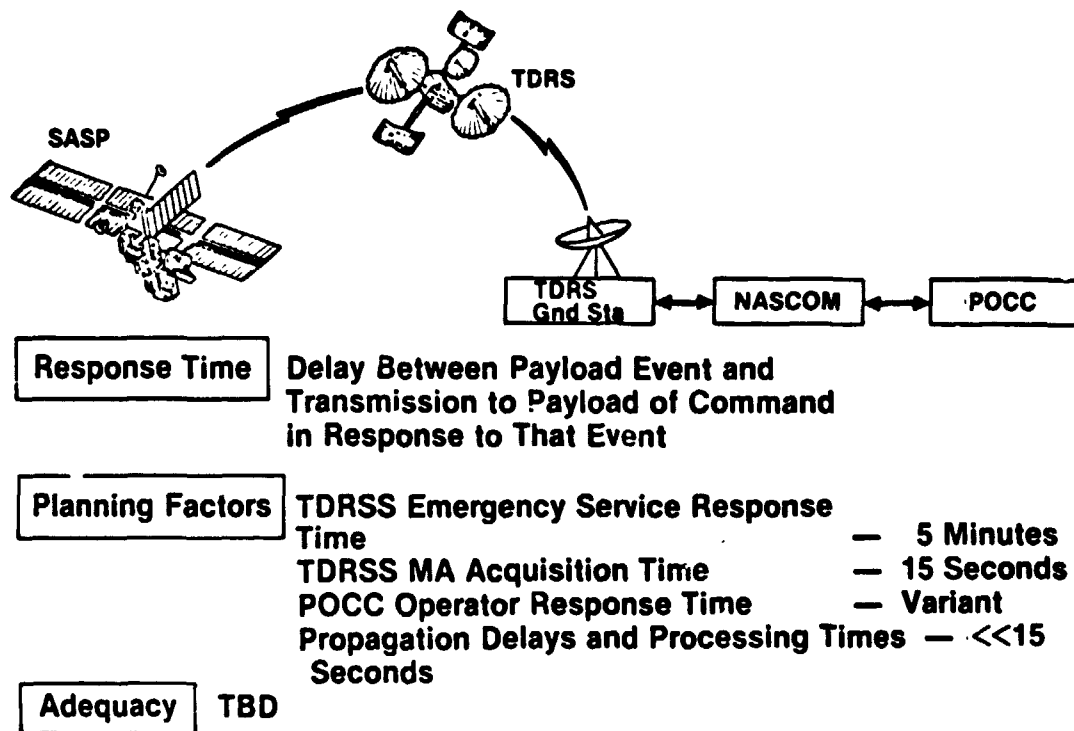 TDRS
SASP
TDRS
Gnd Sta
NASCOM
POCC
Response Time
Delay Between Payload Event and
Transmission to Payload of Command
in Response to That Event
Planning Factors
TDRSS Emergency Service Response
Time — 5 Minutes
TDRSS MA Acquisition Time — 15 Seconds
POCC Operator Response Time — Variant
Propagation Delays and Processing Times — <<15
Seconds
Adequacy
TBD